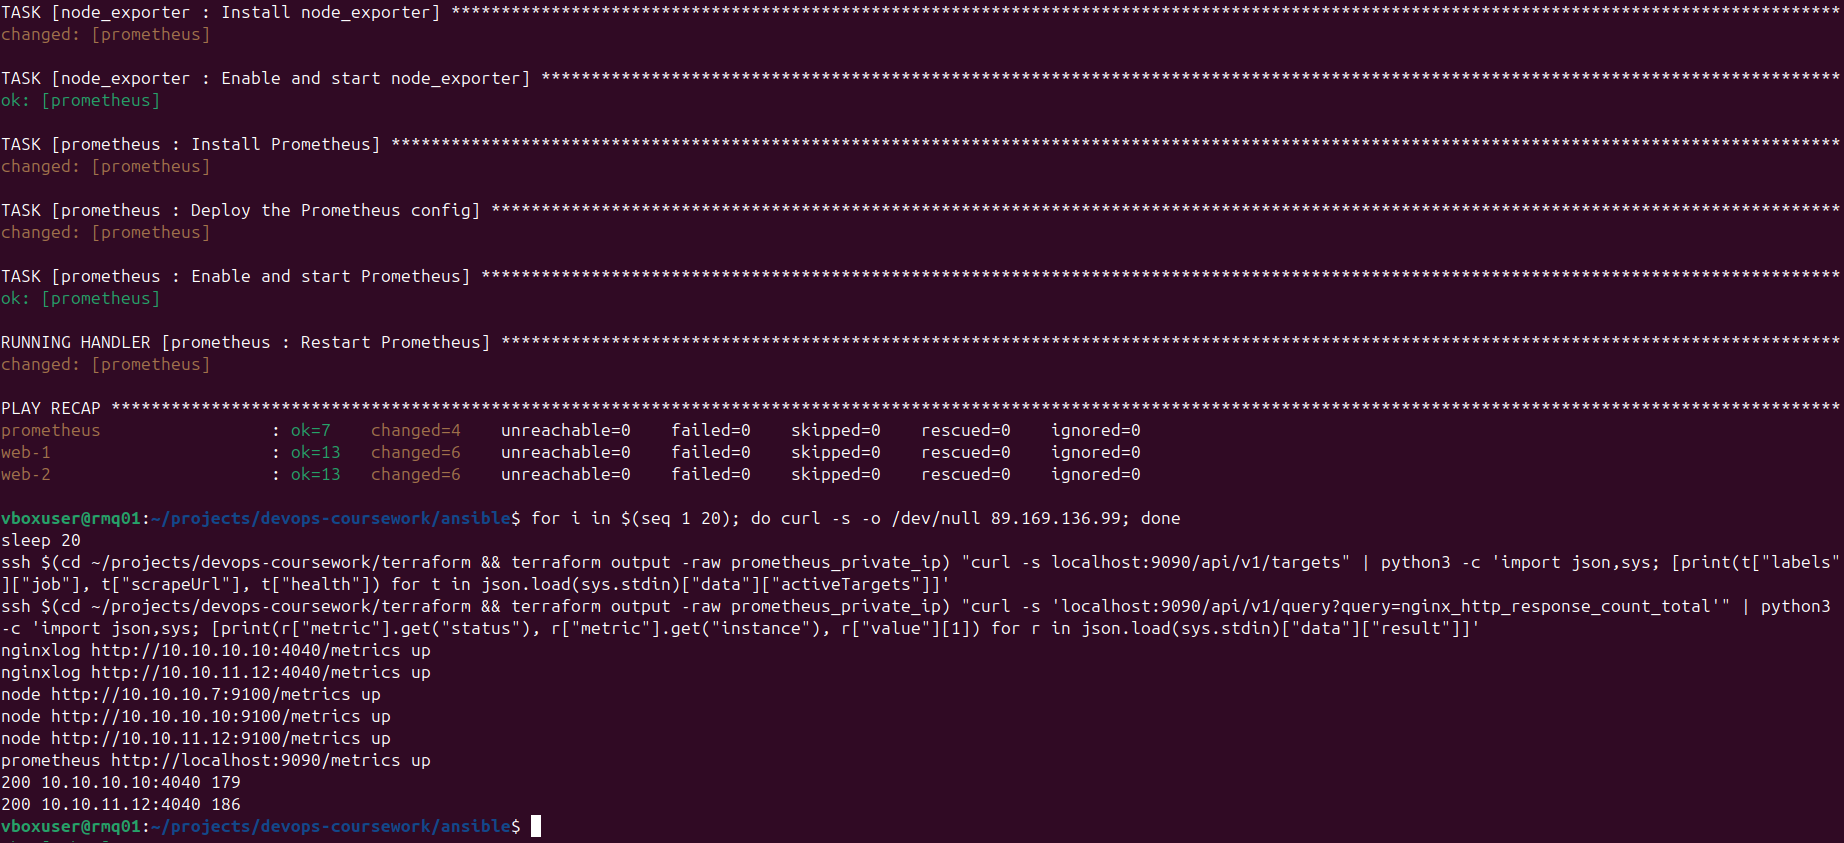 TASK [node_exporter : Install node_exporter] *******************************************************************************************************************************************
changed: [prometheus]
TASK [node_exporter : Enable and start node_exporter] **********************************************************************************************************************************
ok: [prometheus]
TASK [prometheus : Install Prometheus] *************************************************************************************************************************************************
changed: [prometheus]
TASK [prometheus : Deploy the Prometheus config] ***************************************************************************************************************************************
changed: [prometheus]
TASK [prometheus : Enable and start Prometheus] ****************************************************************************************************************************************
ok: [prometheus]
RUNNING HANDLER [prometheus : Restart Prometheus] **************************************************************************************************************************************
changed: [prometheus]
PLAY RECAP *****************************************************************************************************************************************************************************
prometheus                 : ok=7    changed=4    unreachable=0    failed=0    skipped=0    rescued=0    ignored=0
web-1                      : ok=13   changed=6    unreachable=0    failed=0    skipped=0    rescued=0    ignored=0
web-2                      : ok=13   changed=6    unreachable=0    failed=0    skipped=0    rescued=0    ignored=0
vboxuser@rmq01:~/projects/devops-coursework/ansible$ for i in $(seq 1 20); do curl -s -o /dev/null 89.169.136.99; done
sleep 20
ssh $(cd ~/projects/devops-coursework/terraform && terraform output -raw prometheus_private_ip) "curl -s localhost:9090/api/v1/targets" | python3 -c 'import json,sys; [print(t["labels"
]["job"], t["scrapeUrl"], t["health"]) for t in json.load(sys.stdin)["data"]["activeTargets"]]'
ssh $(cd ~/projects/devops-coursework/terraform && terraform output -raw prometheus_private_ip) "curl -s 'localhost:9090/api/v1/query?query=nginx_http_response_count_total'" | python3
-c 'import json,sys; [print(r["metric"].get("status"), r["metric"].get("instance"), r["value"][1]) for r in json.load(sys.stdin)["data"]["result"]]'
nginxlog http://10.10.10.10:4040/metrics up
nginxlog http://10.10.11.12:4040/metrics up
node http://10.10.10.7:9100/metrics up
node http://10.10.10.10:9100/metrics up
node http://10.10.11.12:9100/metrics up
prometheus http://localhost:9090/metrics up
200 10.10.10.10:4040 179
200 10.10.11.12:4040 186
vboxuser@rmq01:~/projects/devops-coursework/ansible$